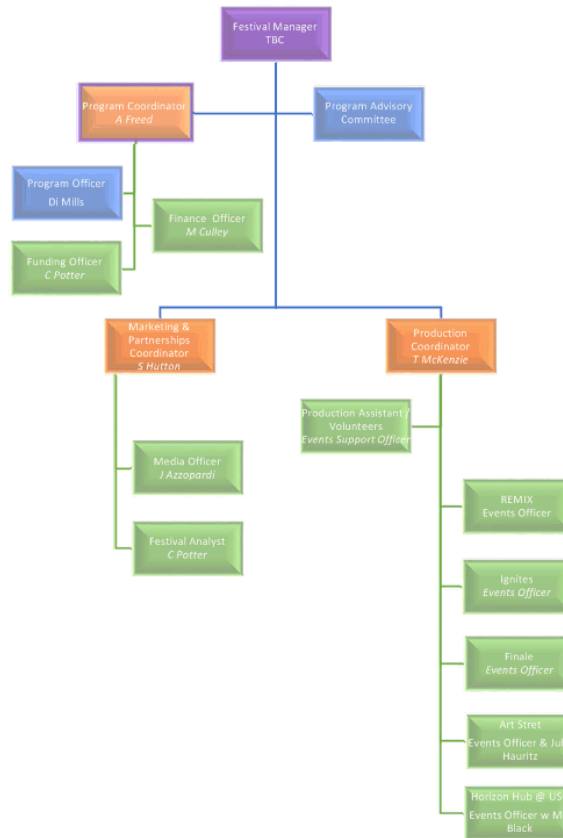 Festival Manager
TBC
Program Coordinator
A Freed
Program Advisory
Committee
Program Officer
Di Mills
Finance Officer
M Culley
Funding Officer
C Potter
Marketing &
Partnerships
Coordinator
S Hutton
Production
Coordinator
T McKenzie
Production Assistant /
Volunteers
Events Support Officer
Media Officer
J Azzopardi
REMIX
Events Officer
Festival Analyst
C Potter
Ignites
Events Officer
Finale
Events Officer
Art Stret
Events Officer & Jul
Hauritz
Horizon Hub @ US
Events Officer w M
Black